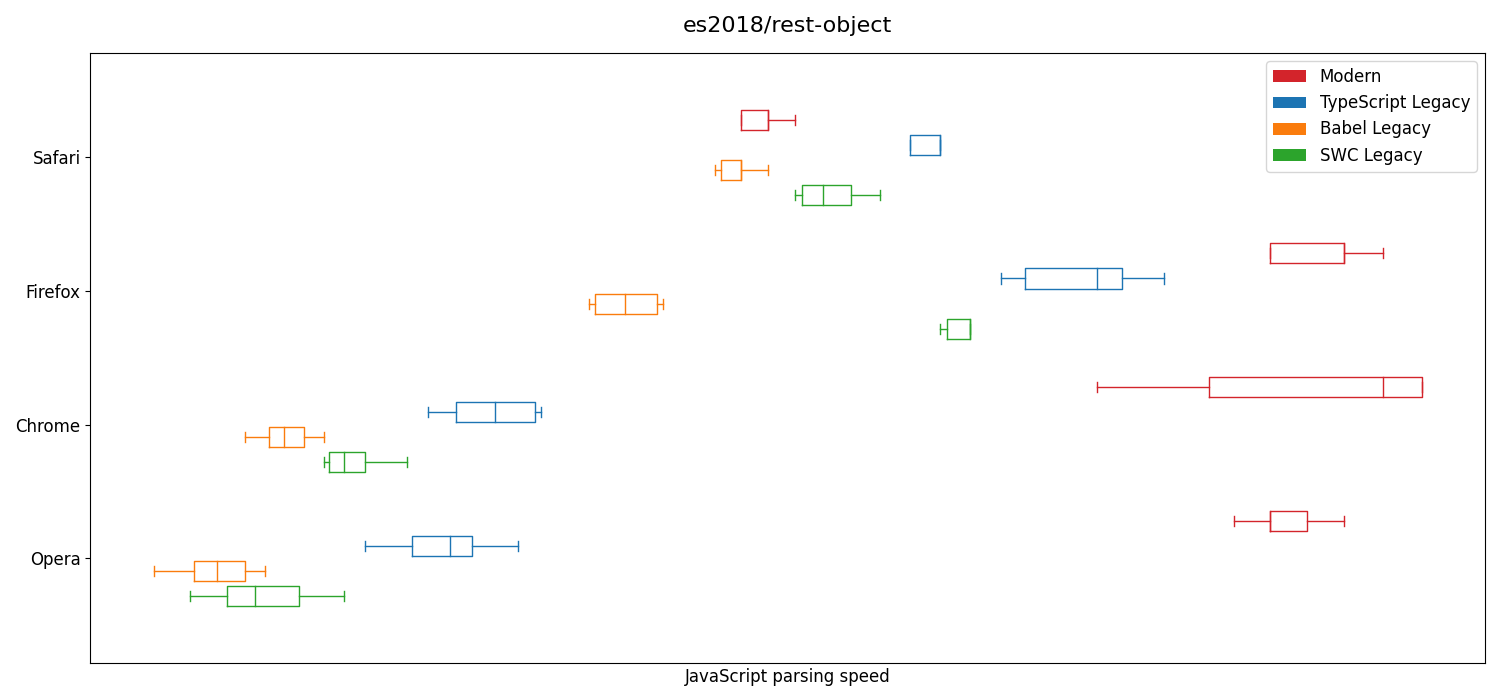 es2018/rest-object
Modern
TypeScript Legacy
Babel Legacy
SWC Legacy
Safari
Firefox
Chrome
Opera
JavaScript parsing speed